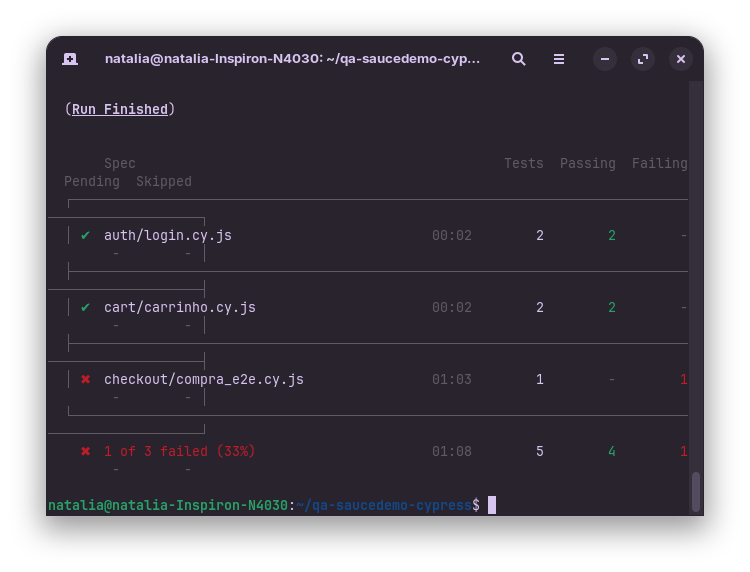 natalia@natalia-Inspiron-N4030: ~/qa-saucedemo-cyp...
(Run Finished)
Spec Tests Passing Failing
Pending Skipped
✔ auth/login.cy.js 00:02 2 2 -
- -
✔ cart/carrinho.cy.js 00:02 2 2 -
- -
✖ checkout/compra_e2e.cy.js 01:03 1 - 1
- -
✖ 1 of 3 failed (33%) 01:08 5 4 1
- -
natalia@natalia-Inspiron-N4030:~/qa-saucedemo-cypress$